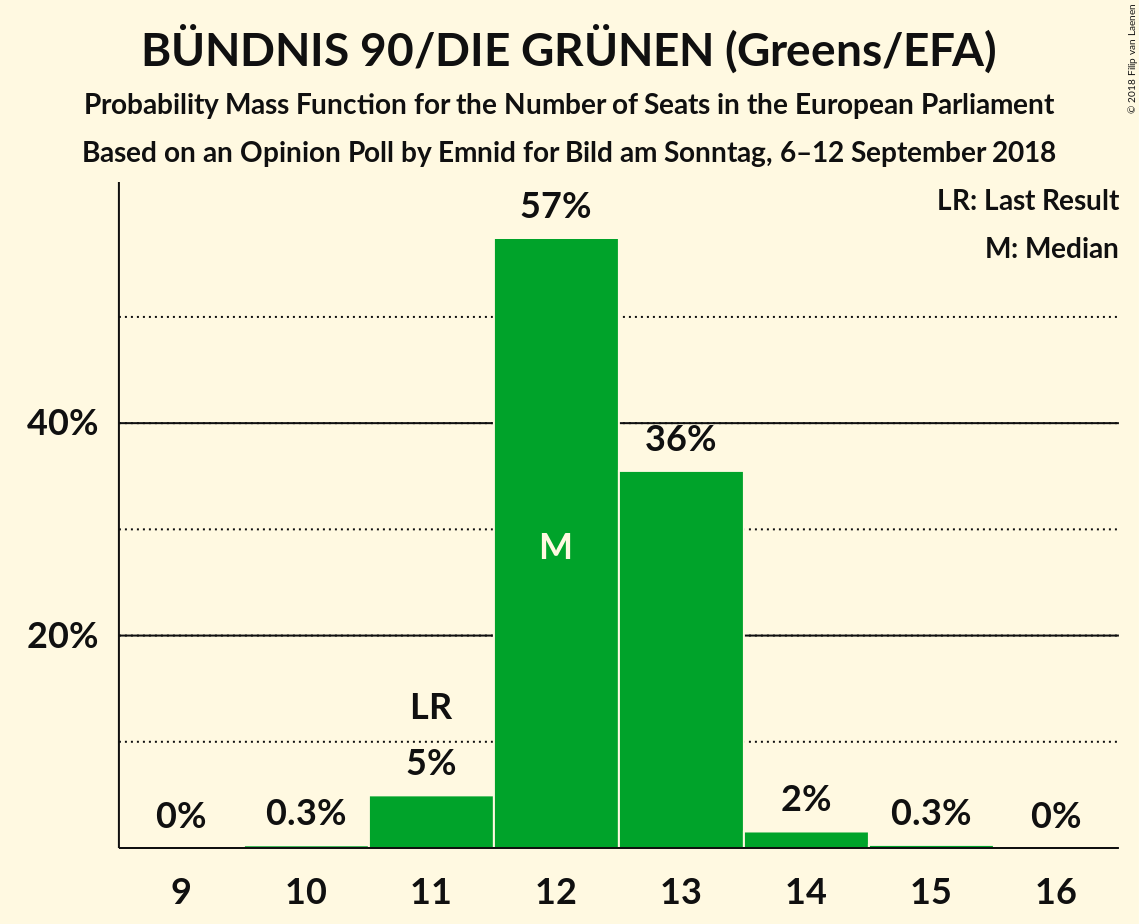 BÜNDNIS 90/DIE GRÜNEN (Greens/EFA)
Probability Mass Function for the Number of Seats in the European Parliament
Based on an Opinion Poll by Emnid for Bild am Sonntag, 6–12 September 2018
© 2018 Filip van Laenen
LR: Last Result
M: Median
57%
40%
36%
M
20%
LR
5%
0%
0.3%
2%
0.3%
0%
9 10 11 12 13 14 15 16